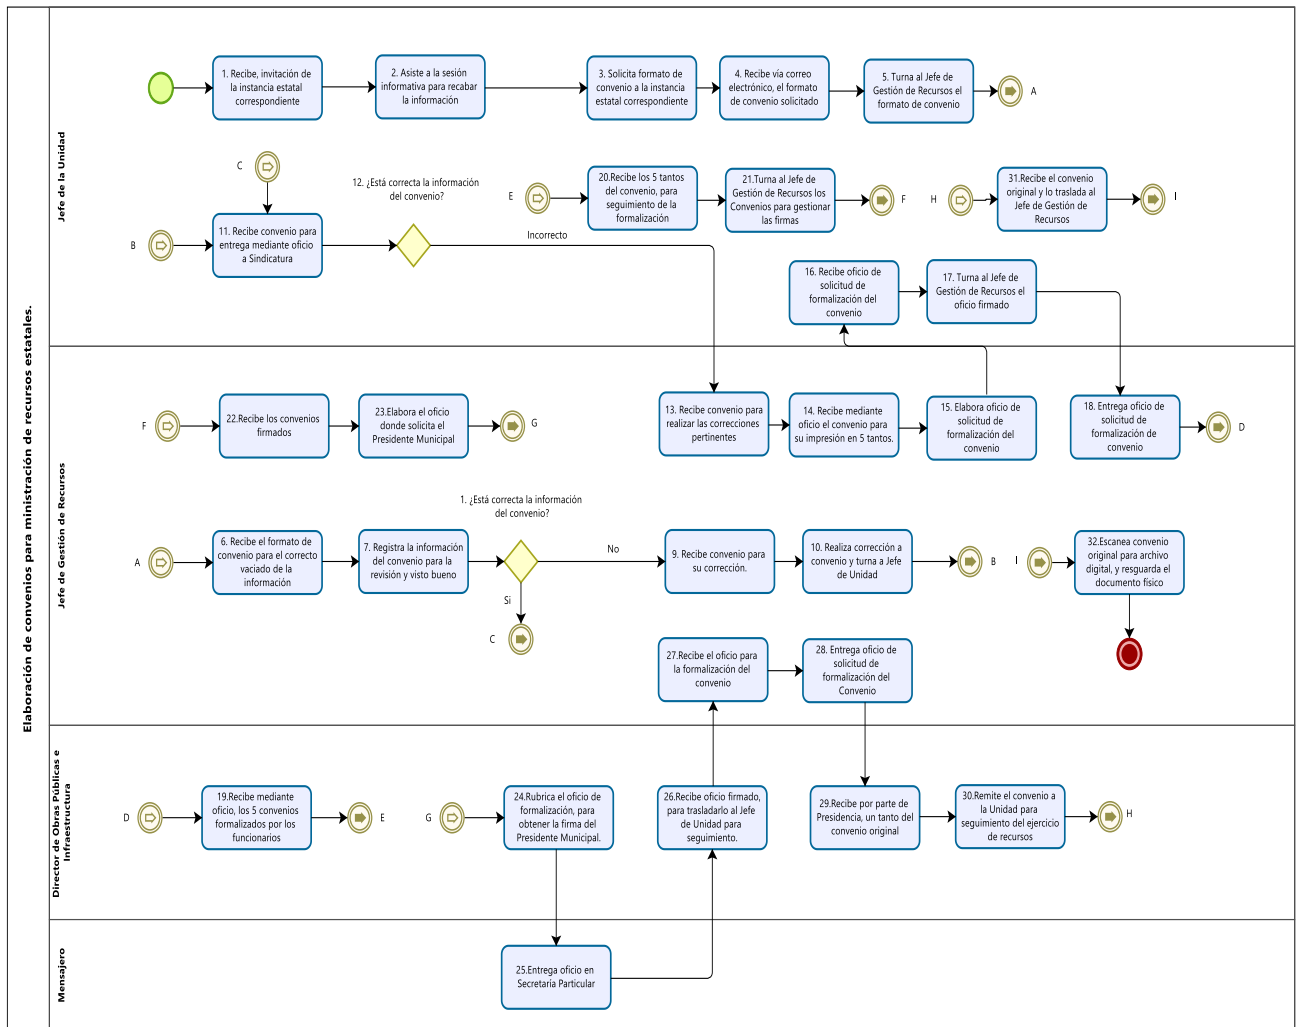 Elaboración de convenios para ministración de recursos estatales.
Jefe de la Unidad
1. Recibe, invitación de
la instancia estatal
correspondiente
2. Asiste a la sesión
informativa para recabar
la información
3. Solicita formato de
convenio a la instancia
estatal correspondiente
4. Recibe vía correo
electrónico, el formato
de convenio solicitado
5. Turna al Jefe de
Gestión de Recursos el
formato de convenio
A
C
12. ¿Está correcta la información
del convenio?
E
20.Recibe los 5 tantos
del convenio, para
seguimiento de la
formalización
21.Turna al Jefe de
Gestión de Recursos los
Convenios para gestionar
las firmas
F
H
31.Recibe el convenio
original y lo traslada al
Jefe de Gestión de
Recursos
I
B
11. Recibe convenio para
entrega mediante oficio
a Sindicatura
Incorrecto
16. Recibe oficio de
solicitud de
formalización del
convenio
17. Turna al Jefe de
Gestión de Recursos el
oficio firmado
Jefe de Gestión de Recursos
F
22.Recibe los convenios
firmados
23.Elabora el oficio
donde solicita el
Presidente Municipal
G
13. Recibe convenio para
realizar las correcciones
pertinentes
14. Recibe mediante
oficio el convenio para
su impresión en 5 tantos.
15. Elabora oficio de
solicitud de
formalización del
convenio
18. Entrega oficio de
solicitud de
formalización de
convenio
D
1. ¿Está correcta la información
del convenio?
A
6. Recibe el formato de
convenio para el correcto
vaciado de la
información
7. Registra la información
del convenio para la
revisión y visto bueno
No
Si
C
9. Recibe convenio para
su corrección.
10. Realiza corrección a
convenio y turna a Jefe
de Unidad
B
I
32.Escanea convenio
original para archivo
digital, y resguarda el
documento físico
27.Recibe el oficio para
la formalización del
convenio
28. Entrega oficio de
solicitud de
formalización del
Convenio
Director de Obras Públicas e
Infraestructura
D
19.Recibe mediante
oficio, los 5 convenios
formalizados por los
funcionarios
E
G
24.Rubrica el oficio de
formalización, para
obtener la firma del
Presidente Municipal.
26.Recibe oficio firmado,
para trasladarlo al Jefe
de Unidad para
seguimiento.
29.Recibe por parte de
Presidencia, un tanto del
convenio original
30.Remite el convenio a
la Unidad para
seguimiento del ejercicio
de recursos
H
Mensajero
25.Entrega oficio en
Secretaría Particular